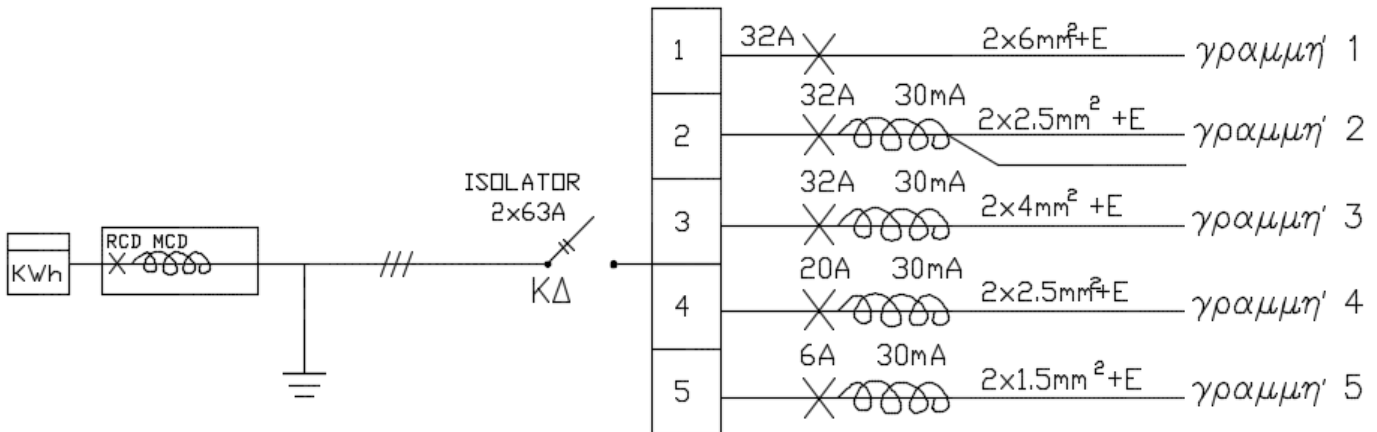 KWh
RCD MCD
ISOLATOR
2x63A
ΚΔ
1
32A
2x6mm²+E
γραμμη' 1
2
32A
30mA
2x2.5mm² +E
γραμμη' 2
3
32A
30mA
2x4mm² +E
γραμμη' 3
4
20A
30mA
2x2.5mm²+E
γραμμη' 4
5
6A
30mA
2x1.5mm²+E
γραμμη' 5